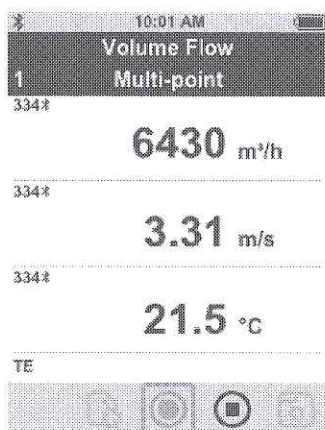 10:01 AM
Volume Flow
1 Multi-point
334
6430 m³/h
334
3.31 m/s
334
21.5 °C
TE